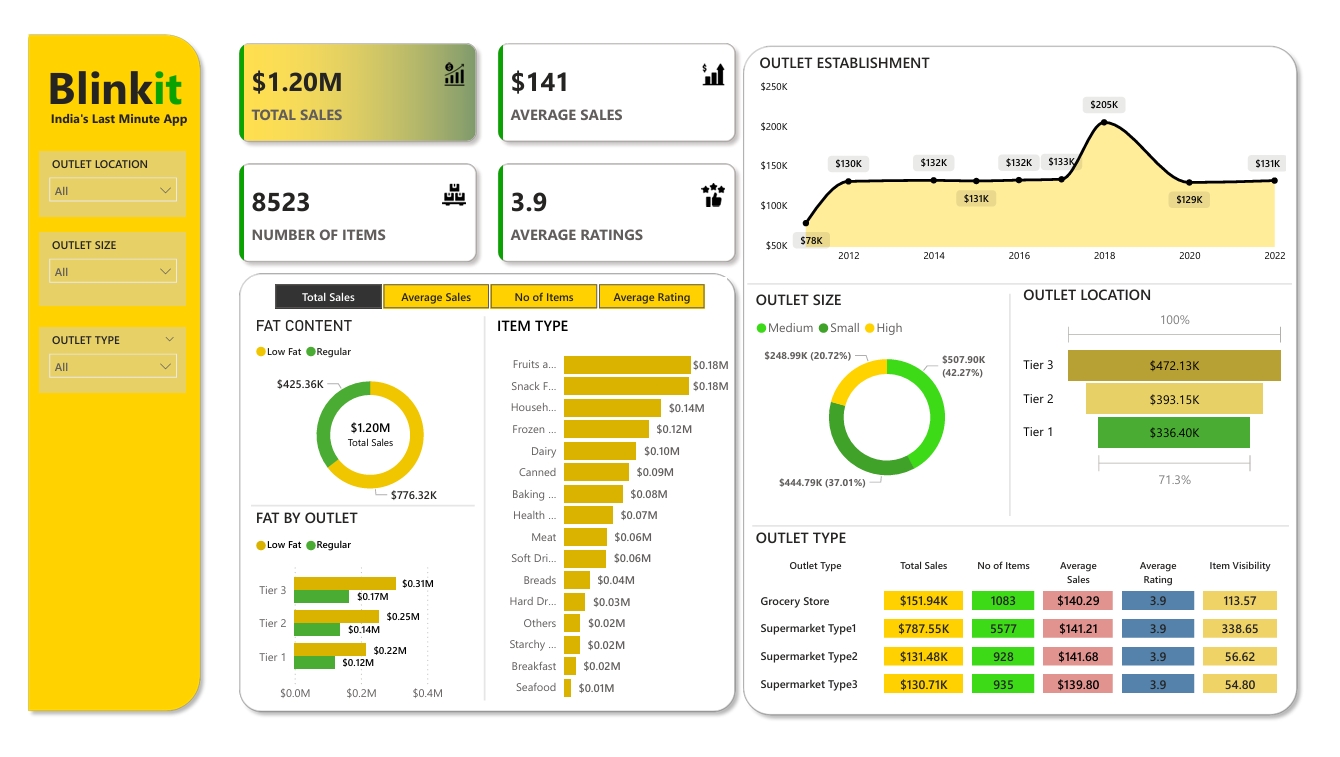 Blinkit
India's Last Minute App
OUTLET LOCATION
All
OUTLET SIZE
All
OUTLET TYPE
All
$1.20M
TOTAL SALES
$141
AVERAGE SALES
8523
NUMBER OF ITEMS
3.9
AVERAGE RATINGS
Total Sales
Average Sales
No of Items
Average Rating
FAT CONTENT
Low Fat Regular
$425.36K
$1.20M
Total Sales
$776.32K
FAT BY OUTLET
Low Fat Regular
Tier 3 $0.31M
$0.17M
Tier 2 $0.25M
$0.14M
Tier 1 $0.22M
$0.12M
$0.0M $0.2M $0.4M
ITEM TYPE
Fruits a... $0.18M
Snack F... $0.18M
Househ... $0.14M
Frozen ... $0.12M
Dairy $0.10M
Canned $0.09M
Baking ... $0.08M
Health ... $0.07M
Meat $0.06M
Soft Dri... $0.06M
Breads $0.04M
Hard Dr... $0.03M
Others $0.02M
Starchy ... $0.02M
Breakfast $0.02M
Seafood $0.01M
OUTLET ESTABLISHMENT
$250K
$200K
$150K
$100K
$50K
$78K
$130K
$132K
$131K
$132K
$133K
$205K
$129K
$131K
2012 2014 2016 2018 2020 2022
OUTLET SIZE
Medium Small High
$248.99K (20.72%)
$507.90K
(42.27%)
$444.79K (37.01%)
OUTLET LOCATION
100%
Tier 3 $472.13K
Tier 2 $393.15K
Tier 1 $336.40K
71.3%
OUTLET TYPE
Outlet Type Total Sales No of Items Average Sales Average Rating Item Visibility
Grocery Store $151.94K 1083 $140.29 3.9 113.57
Supermarket Type1 $787.55K 5577 $141.21 3.9 338.65
Supermarket Type2 $131.48K 928 $141.68 3.9 56.62
Supermarket Type3 $130.71K 935 $139.80 3.9 54.80